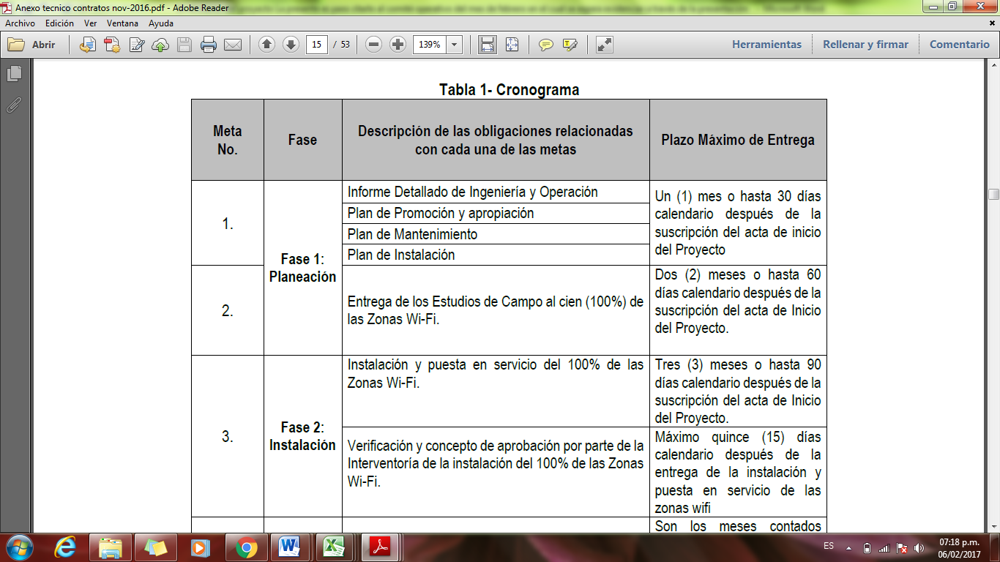 Anexo tecnico contratos nov-2016.pdf - Adobe Reader
Archivo Edición Ver Ventana Ayuda
Abrir 15 / 53 139% Herramientas Rellenar y firmar Comentario
Tabla 1- Cronograma
Meta
No.
Fase
Descripción de las obligaciones relacionadas
con cada una de las metas
Plazo Máximo de Entrega
1.
Fase 1:
Planeación
Informe Detallado de Ingeniería y Operación
Plan de Promoción y apropiación
Plan de Mantenimiento
Plan de Instalación
Un (1) mes o hasta 30 días
calendario después de la
suscripción del acta de inicio
del Proyecto
2.
Entrega de los Estudios de Campo al cien (100%) de
las Zonas Wi-Fi.
Dos (2) meses o hasta 60
días calendario después de la
suscripción del acta de Inicio
del Proyecto.
3.
Fase 2:
Instalación
Instalación y puesta en servicio del 100% de las
Zonas Wi-Fi.
Tres (3) meses o hasta 90
días calendario después de la
suscripción del acta de Inicio
del Proyecto.
Verificación y concepto de aprobación por parte de la
Interventoría de la instalación del 100% de las Zonas
Wi-Fi.
Máximo quince (15) días
calendario después de la
entrega de la instalación y
puesta en servicio de las
zonas wifi
Son los meses contados
ES
07:18 p.m.
06/02/2017